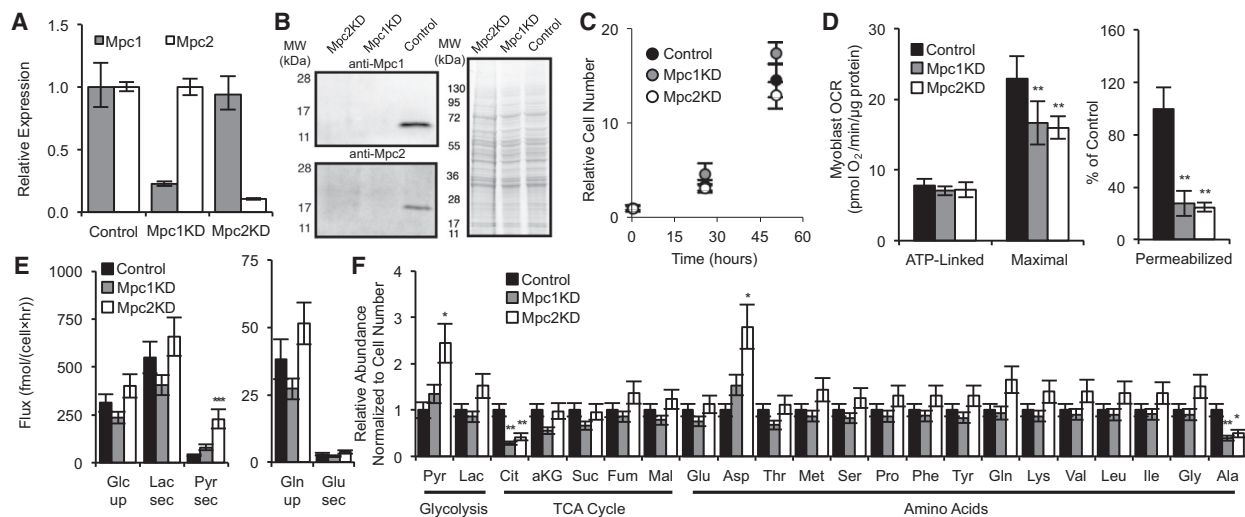 A
Mpc1 Mpc2
Relative Expression
1.5
1.0
0.5
0.0
Control Mpc1KD Mpc2KD
B
MW
(kDa)
Mpc2KD
Mpc1KD
Control
anti-Mpc1
28
17
11
anti-Mpc2
28
17
11
MW
(kDa)
Mpc2KD
Mpc1KD
Control
130
95
72
55
36
28
17
11
C
Control
Mpc1KD
Mpc2KD
Relative Cell Number
20
10
0
0 15 30 45 60
Time (hours)
D
Control
Mpc1KD
Mpc2KD
Myoblast OCR
(pmol O2/min/µg protein)
30
20
10
0
** **
ATP-Linked Maximal
% of Control
160
120
80
40
0
** **
Permeabilized
E
Control
Mpc1KD
Mpc2KD
Flux (fmol/(cell×hr))
1000
750
500
250
0
***
Glc up
Lac sec
Pyr sec
75
50
25
0
Gln up
Glu sec
F
Control
Mpc1KD
Mpc2KD
Relative Abundance
Normalized to Cell Number
4
3
2
1
0
* ** ** * ** *
Pyr Lac Cit aKG Suc Fum Mal Glu Asp Thr Met Ser Pro Phe Tyr Gln Lys Val Leu Ile Gly Ala
Glycolysis TCA Cycle Amino Acids